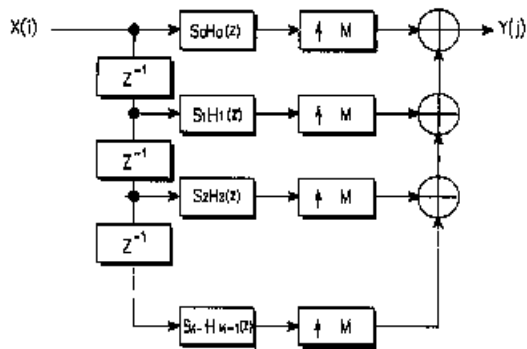 X(i)
S₀H₀(z)
↑ M
Y(j)
Z⁻¹
S₁H₁(z)
↑ M
Z⁻¹
S₂H₂(z)
↑ M
Z⁻¹
↑ M